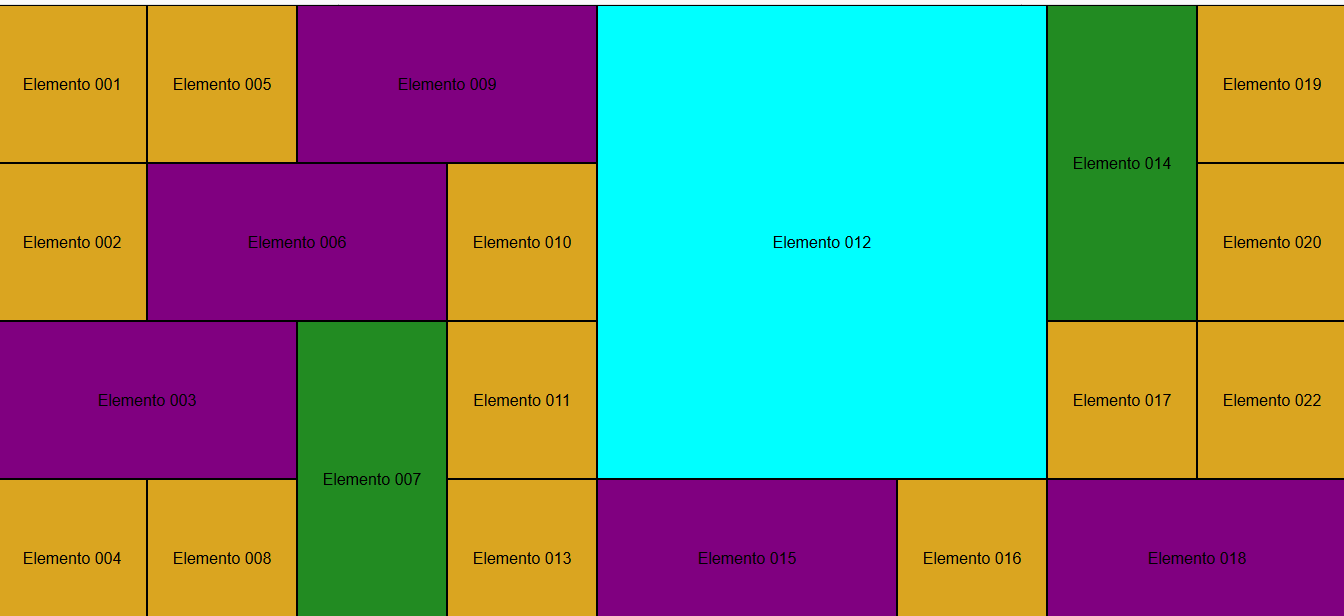 Elemento 001
Elemento 005
Elemento 009
Elemento 012
Elemento 014
Elemento 019
Elemento 002
Elemento 006
Elemento 010
Elemento 020
Elemento 003
Elemento 007
Elemento 011
Elemento 017
Elemento 022
Elemento 004
Elemento 008
Elemento 013
Elemento 015
Elemento 016
Elemento 018